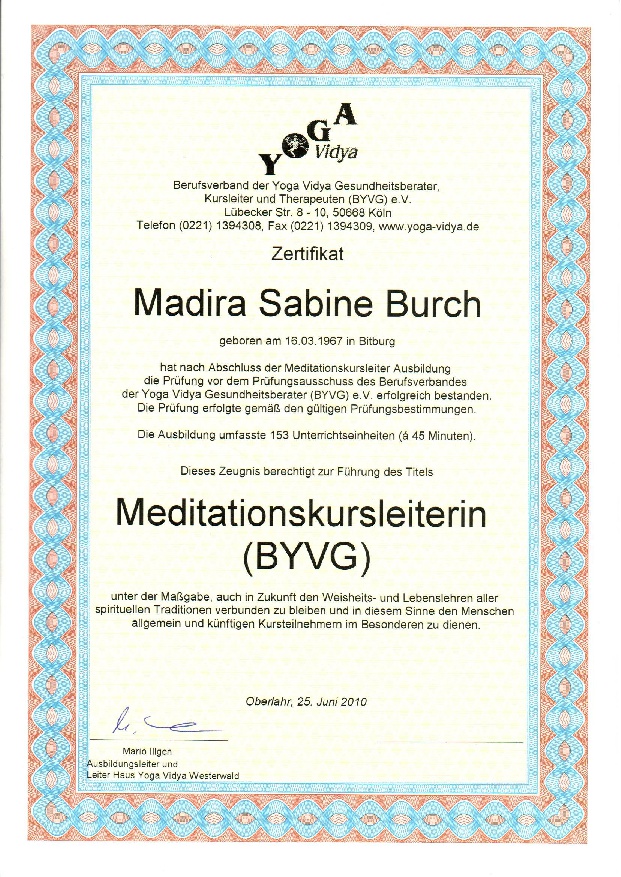 YOGA
Vidya
Berufsverband der Yoga Vidya Gesundheitsberater,
Kursleiter und Therapeuten (BYVG) e.V.
Lübecker Str. 8 - 10, 50668 Köln
Telefon (0221) 1394308, Fax (0221) 1394309, www.yoga-vidya.de
Zertifikat
Madira Sabine Burch
geboren am 16.03.1967 in Bitburg
hat nach Abschluss der Meditationskursleiter Ausbildung
die Prüfung vor dem Prüfungsausschuss des Berufsverbandes
der Yoga Vidya Gesundheitsberater (BYVG) e.V. erfolgreich bestanden.
Die Prüfung erfolgte gemäß den gültigen Prüfungsbestimmungen.
Die Ausbildung umfasste 153 Unterrichtseinheiten (á 45 Minuten).
Dieses Zeugnis berechtigt zur Führung des Titels
Meditationskursleiterin
(BYVG)
unter der Maßgabe, auch in Zukunft den Weisheits- und Lebenslehren aller
spirituellen Traditionen verbunden zu bleiben und in diesem Sinne den Menschen
allgemein und künftigen Kursteilnehmern im Besonderen zu dienen.
Oberlahr, 25. Juni 2010
Mario Illgen
Ausbildungsleiter und
Leiter Haus Yoga Vidya Westerwald